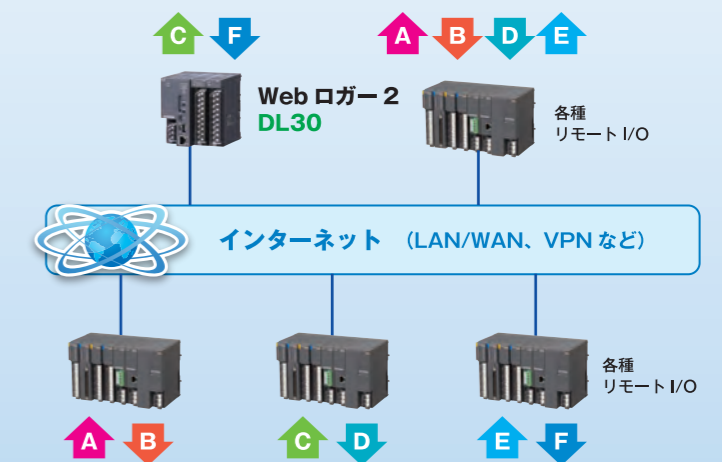 C F A B D E
Web ロガー 2
DL30
各種
リモート I/O
インターネット (LAN/WAN、VPN など)
各種
リモート I/O
A B C D E F